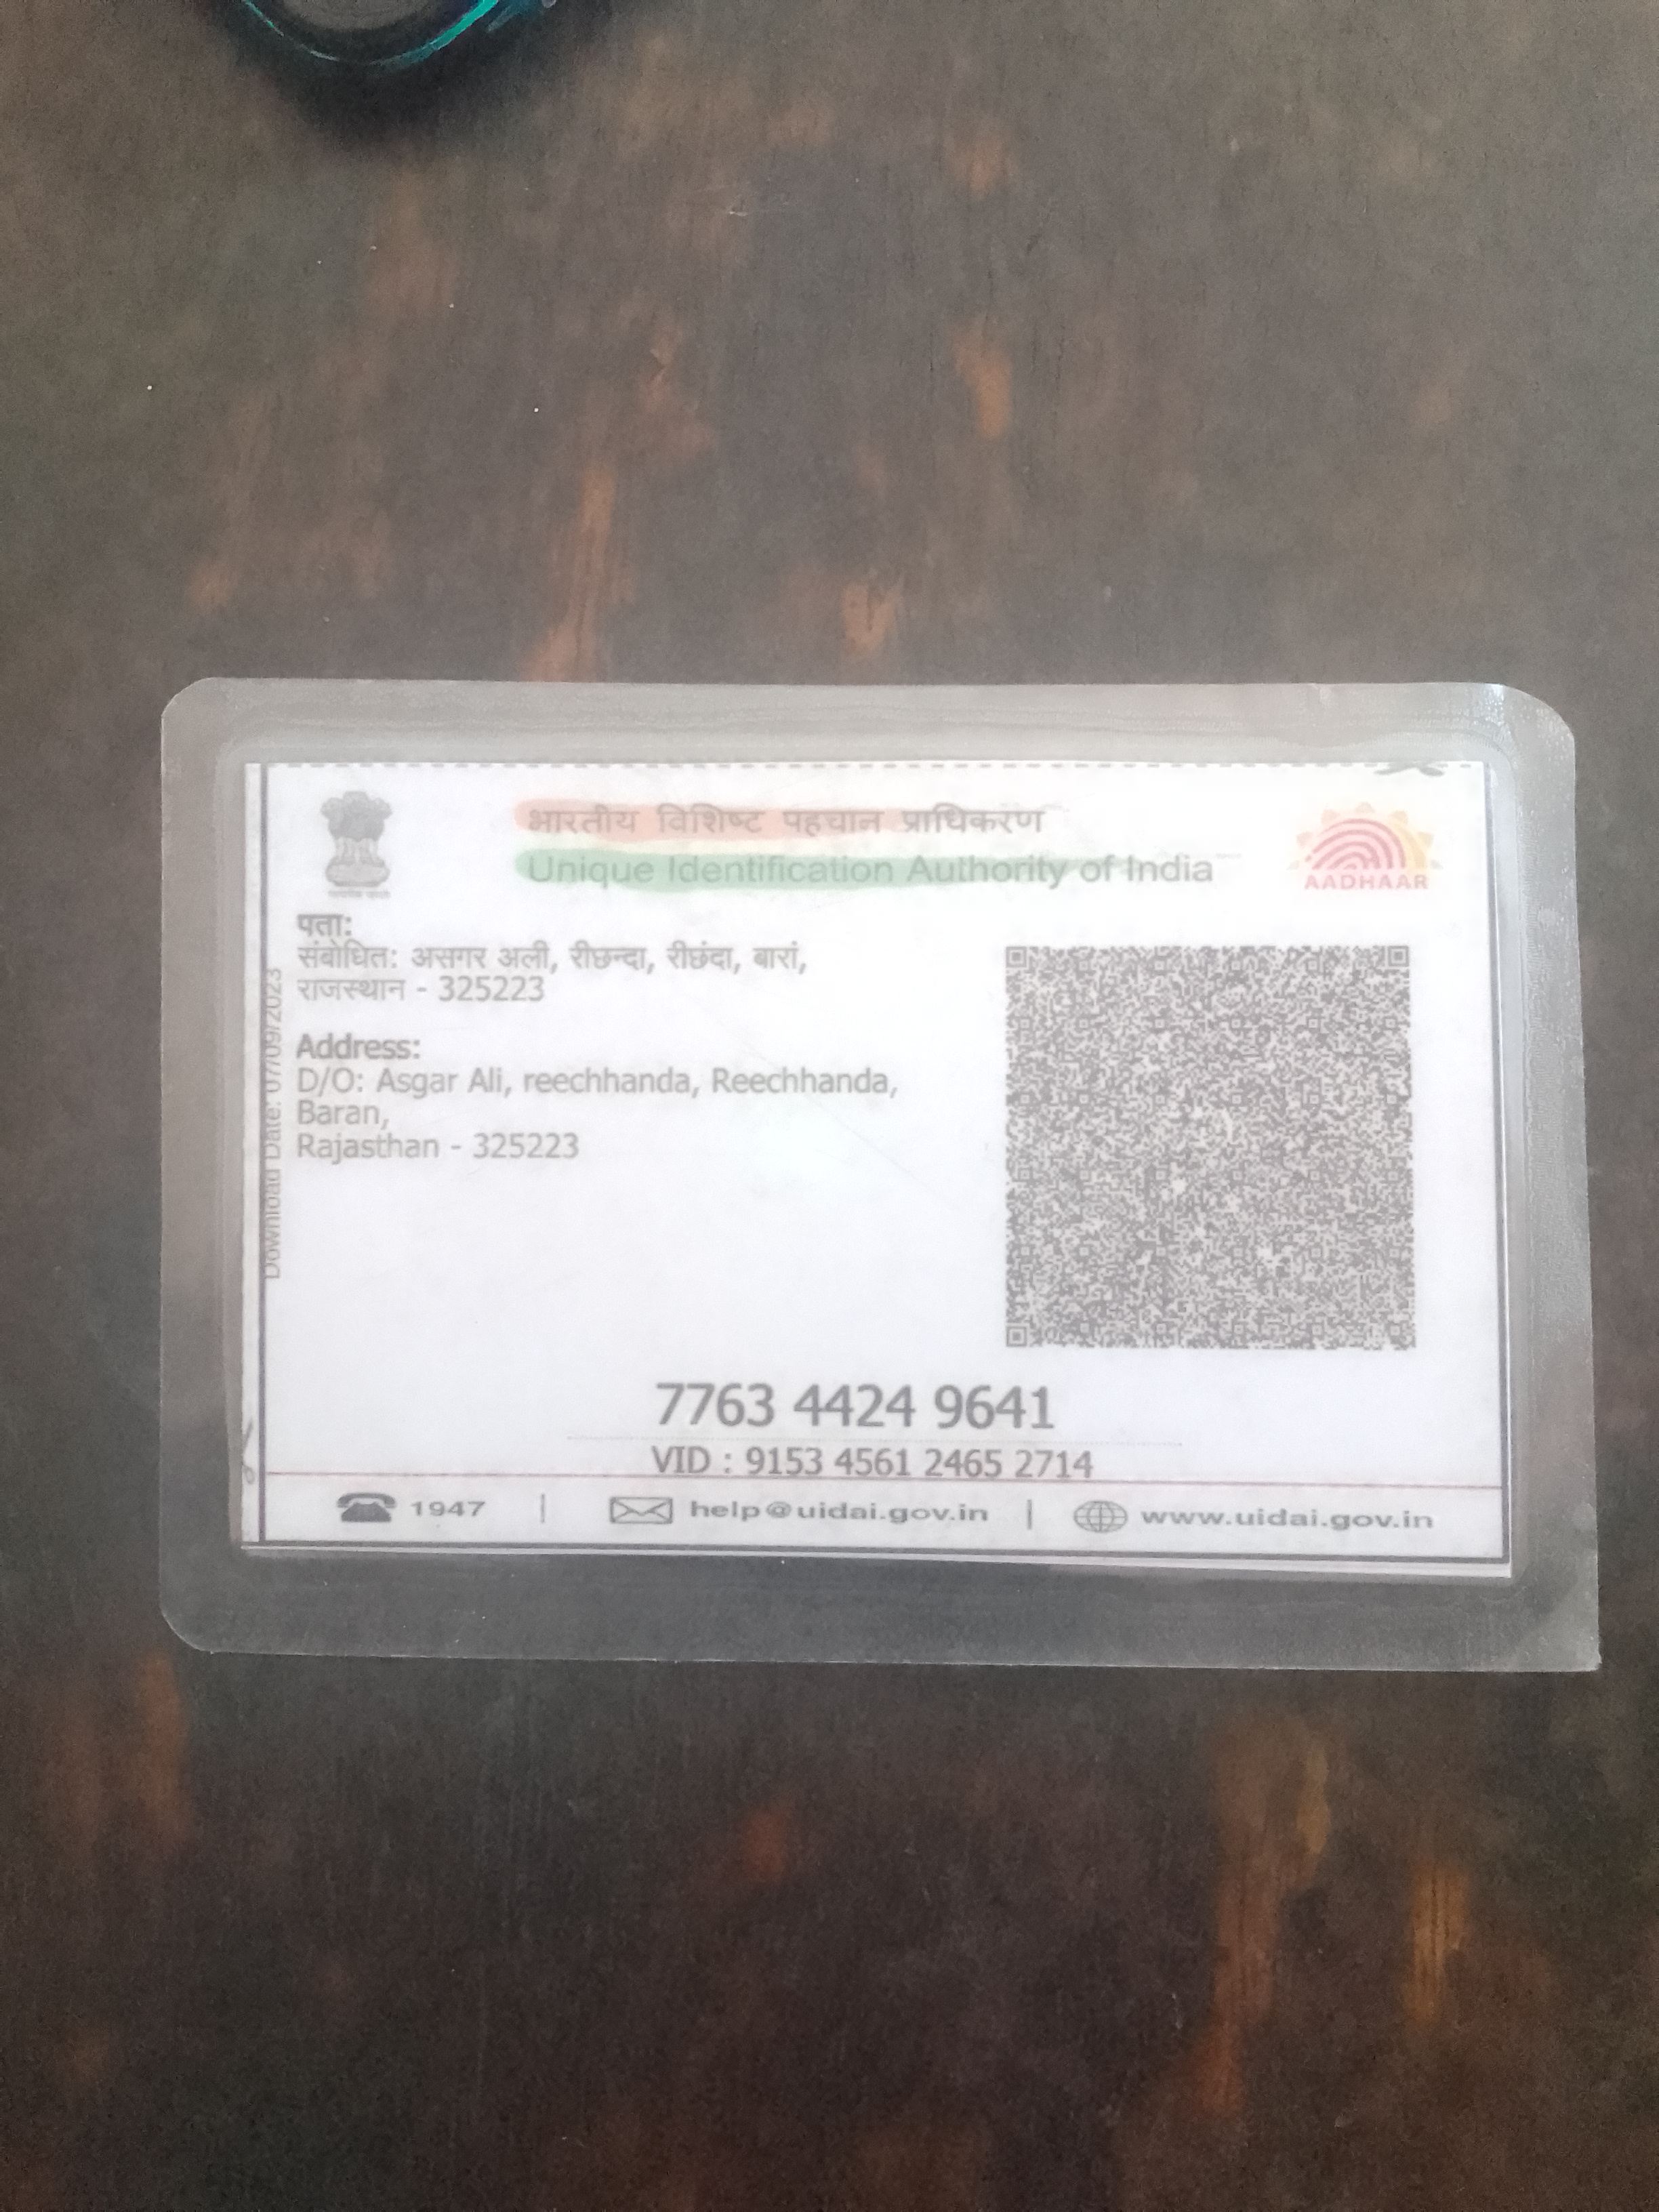 भारतीय विशिष्ट पहचान प्राधिकरण
Unique Identification Authority of India
AADHAAR
पता:
संबोधित: असगर अली, रीछन्दा, रीछंदा, बारां,
राजस्थान - 325223
Address:
D/O: Asgar Ali, reechhanda, Reechhanda,
Baran,
Rajasthan - 325223
Download Date: 07/09/2023
7763 4424 9641
VID : 9153 4561 2465 2714
1947 | help@uidai.gov.in | www.uidai.gov.in